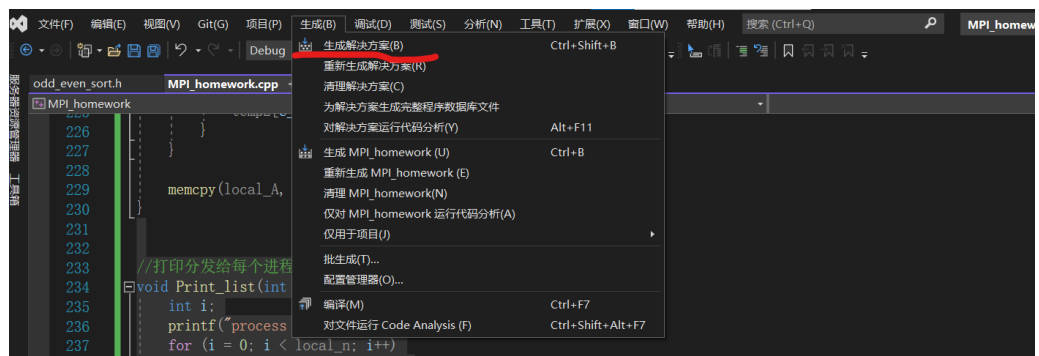 文件(F) 编辑(E) 视图(V) Git(G) 项目(P) 生成(B) 调试(D) 测试(S) 分析(N) 工具(T) 扩展(X) 窗口(W) 帮助(H) 搜索 (Ctrl+Q) MPI_homew
Debug
生成解决方案(B) Ctrl+Shift+B
重新生成解决方案(R)
清理解决方案(C)
为解决方案生成完整程序数据库文件
对解决方案运行代码分析(Y) Alt+F11
生成 MPI_homework (U) Ctrl+B
重新生成 MPI_homework (E)
清理 MPI_homework(N)
仅对 MPI_homework 运行代码分析(A)
仅用于项目(J)
批生成(T)...
配置管理器(O)...
编译(M) Ctrl+F7
对文件运行 Code Analysis (F) Ctrl+Shift+Alt+F7
服务器资源管理器
工具箱
odd_even_sort.h MPI_homework.cpp
MPI_homework
226 }
227 }
228
229 memcpy(local_A,
230 }
231
232
233 //打印分发给每个进程
234 void Print_list(int
235 int i;
236 printf("process
237 for (i = 0; i < local_n; i++)